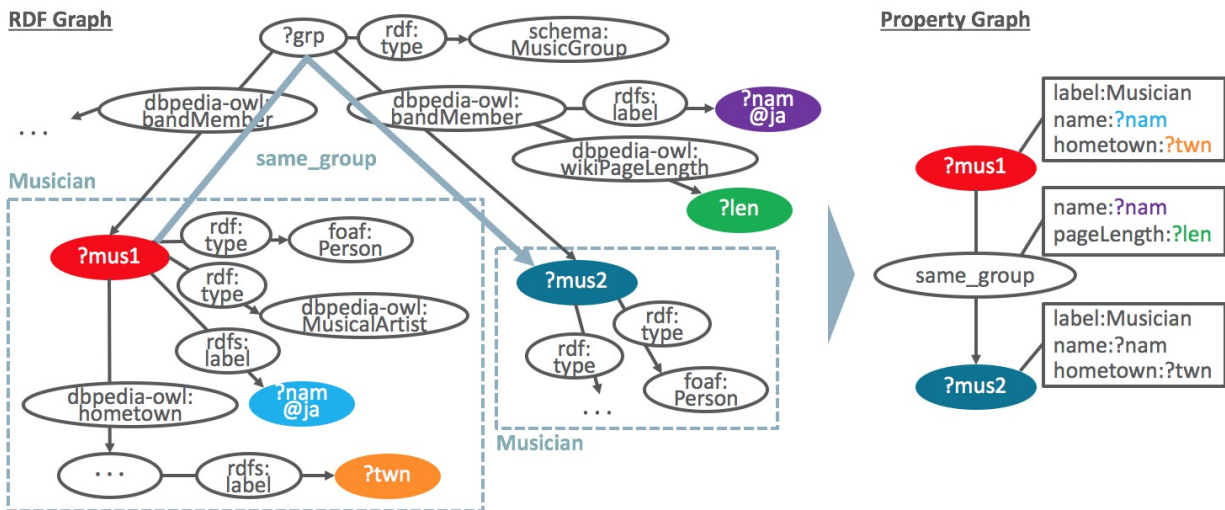 RDF Graph
?grp
rdf:
type
schema:
MusicGroup
dbpedia-owl:
bandMember
...
dbpedia-owl:
bandMember
rdfs:
label
?nam
@ja
same_group
dbpedia-owl:
wikiPageLength
?len
Musician
?mus1
rdf:
type
foaf:
Person
rdf:
type
dbpedia-owl:
MusicalArtist
rdfs:
label
?nam
@ja
dbpedia-owl:
hometown
...
rdfs:
label
?twn
?mus2
rdf:
type
rdf:
type
...
foaf:
Person
Musician
Property Graph
label:Musician
name:?nam
hometown:?twn
?mus1
name:?nam
pageLength:?len
same_group
label:Musician
name:?nam
hometown:?twn
?mus2